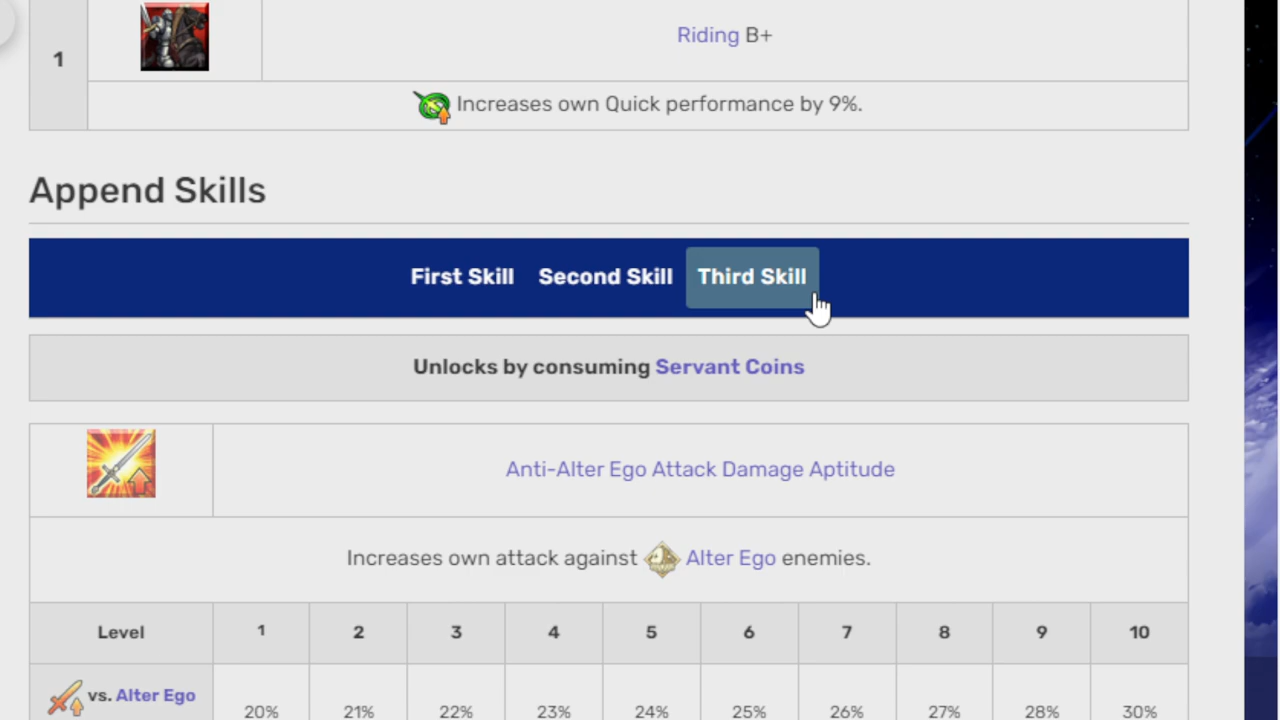 1
Riding B+
Increases own Quick performance by 9%.
Append Skills
First Skill Second Skill Third Skill
Unlocks by consuming Servant Coins
Anti-Alter Ego Attack Damage Aptitude
Increases own attack against Alter Ego enemies.
Level 1 2 3 4 5 6 7 8 9 10
vs. Alter Ego
20% 21% 22% 23% 24% 25% 26% 27% 28% 30%